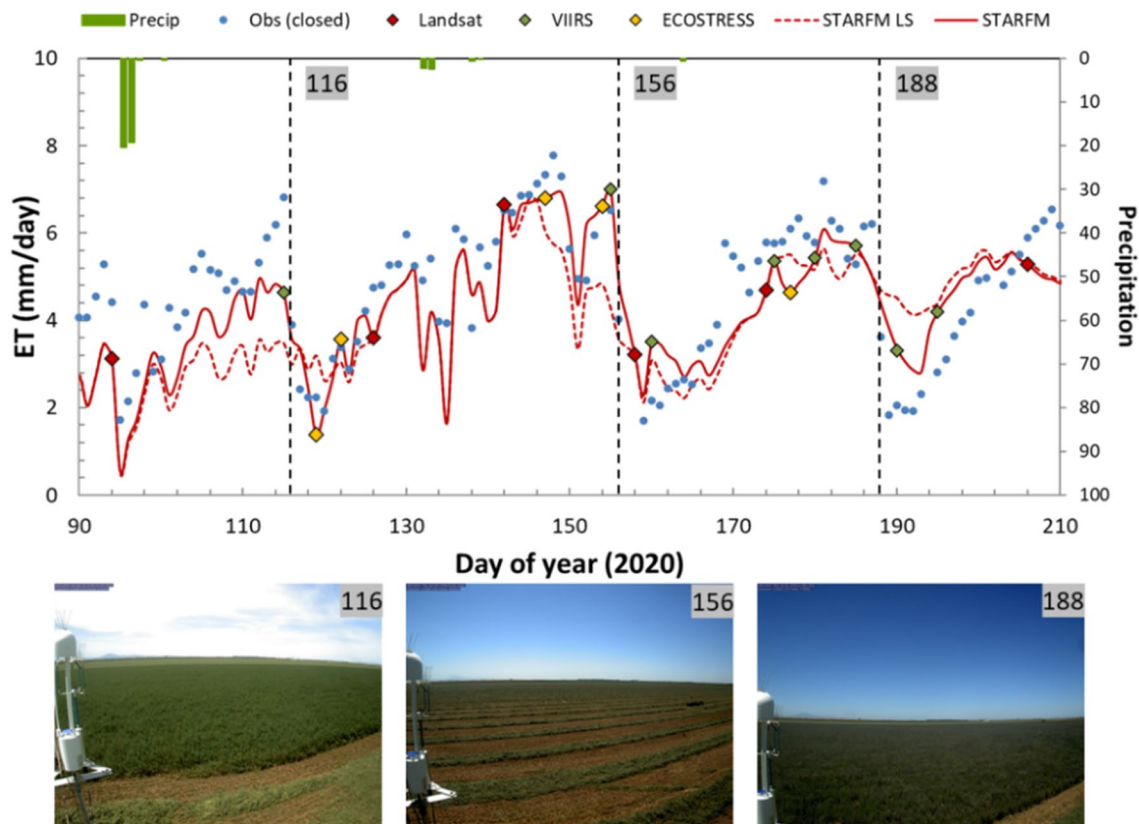 Precip Obs (closed) Landsat VIIRS ECOSTRESS STARFM LS STARFM
10 0
116 156 188
10
8 20
30
6 40
50
4 60
70
2 80
90
0 100
ET (mm/day)
Precipitation
90 110 130 150 170 190 210
Day of year (2020)
116 156 188